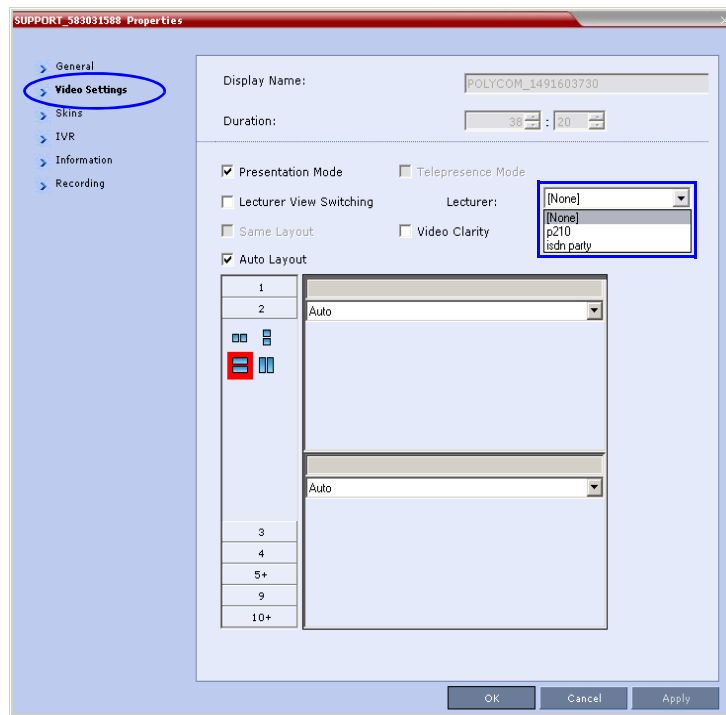 SUPPORT_583031588 Properties
General
Video Settings
Skins
IVR
Information
Recording
Display Name: POLYCOM_1491603730
Duration: 38 : 20
Presentation Mode Telepresence Mode
Lecturer View Switching Lecturer: [None]
[None]
p210
isdn party
Same Layout Video Clarity
Auto Layout
1
2
Auto
Auto
3
4
5+
9
10+
OK Cancel Apply